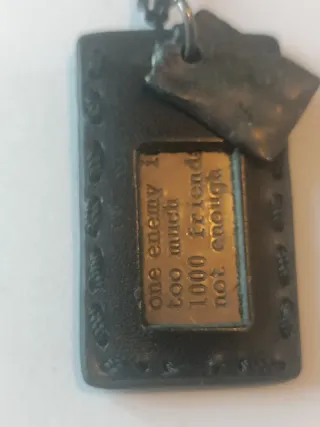 one enemy i
too much
1000 friend
not enough